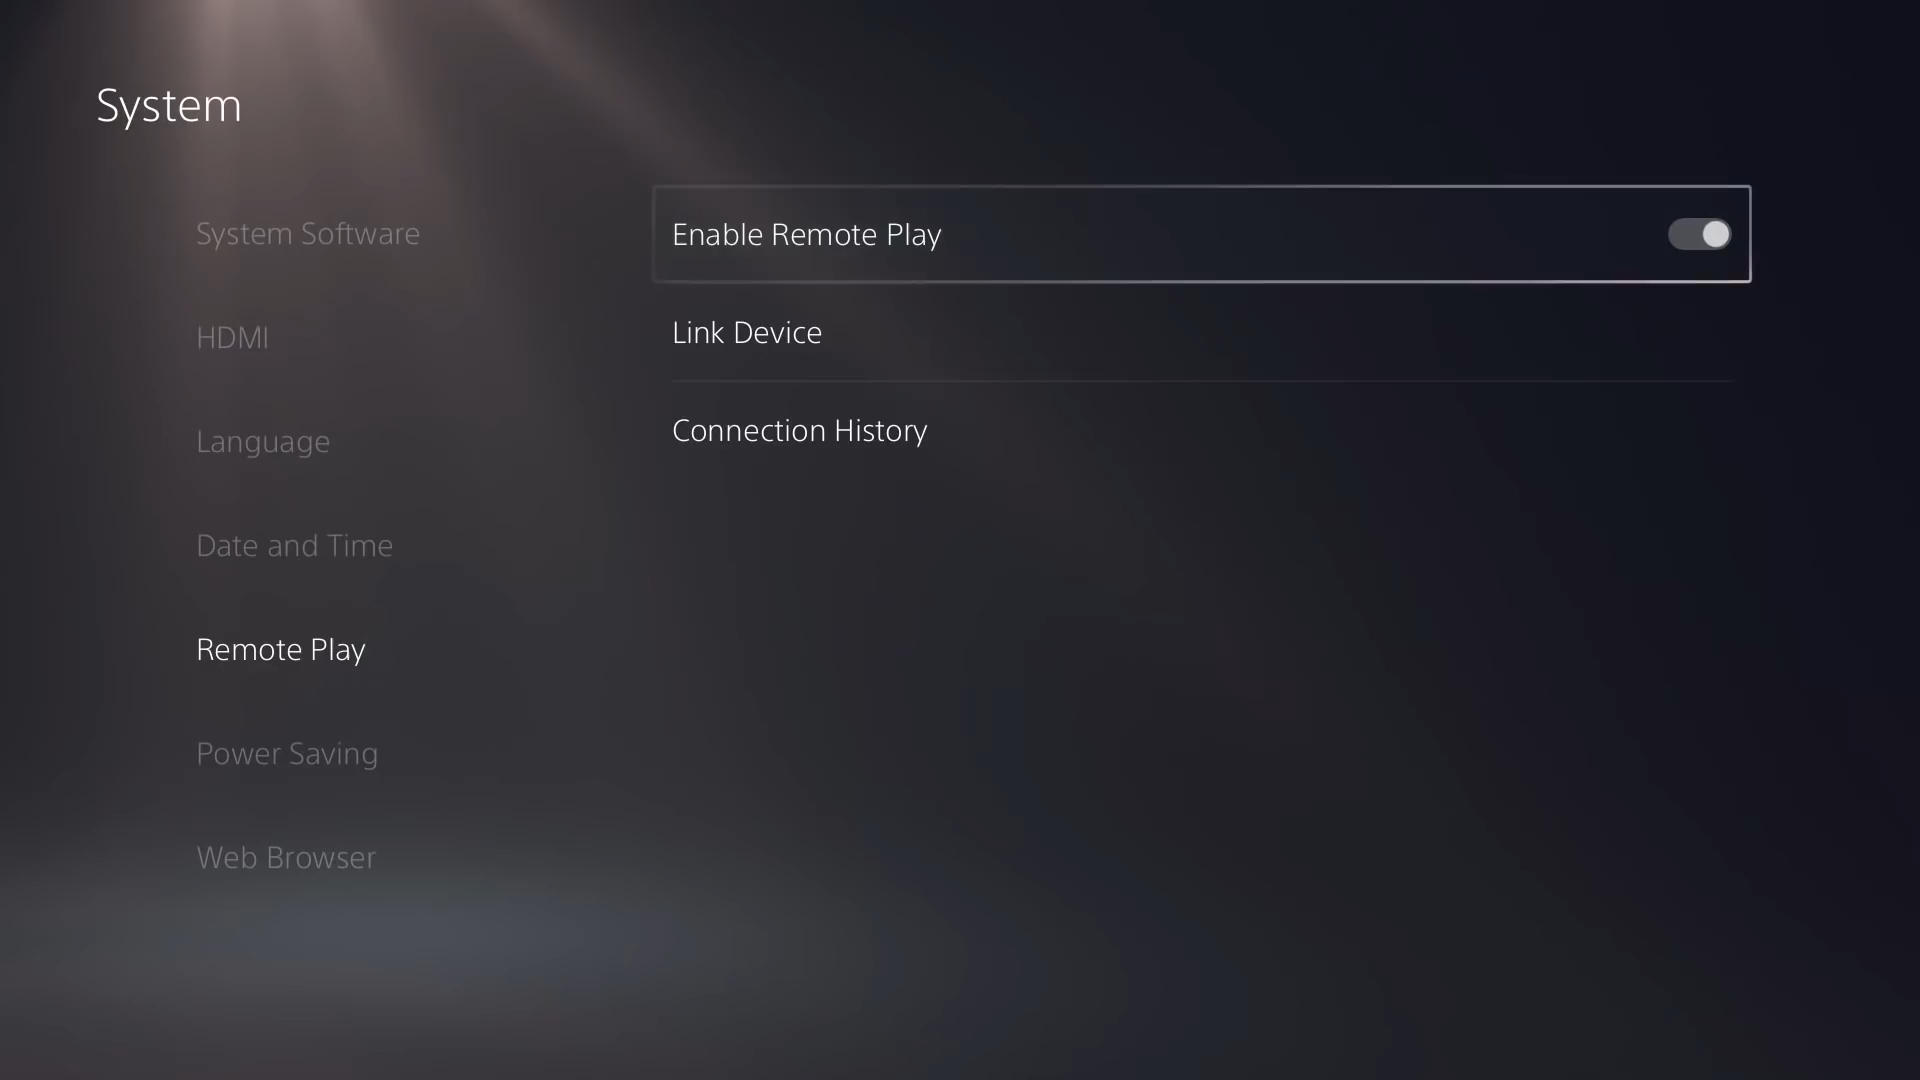 System
System Software
HDMI
Language
Date and Time
Remote Play
Power Saving
Web Browser
Enable Remote Play
Link Device
Connection History